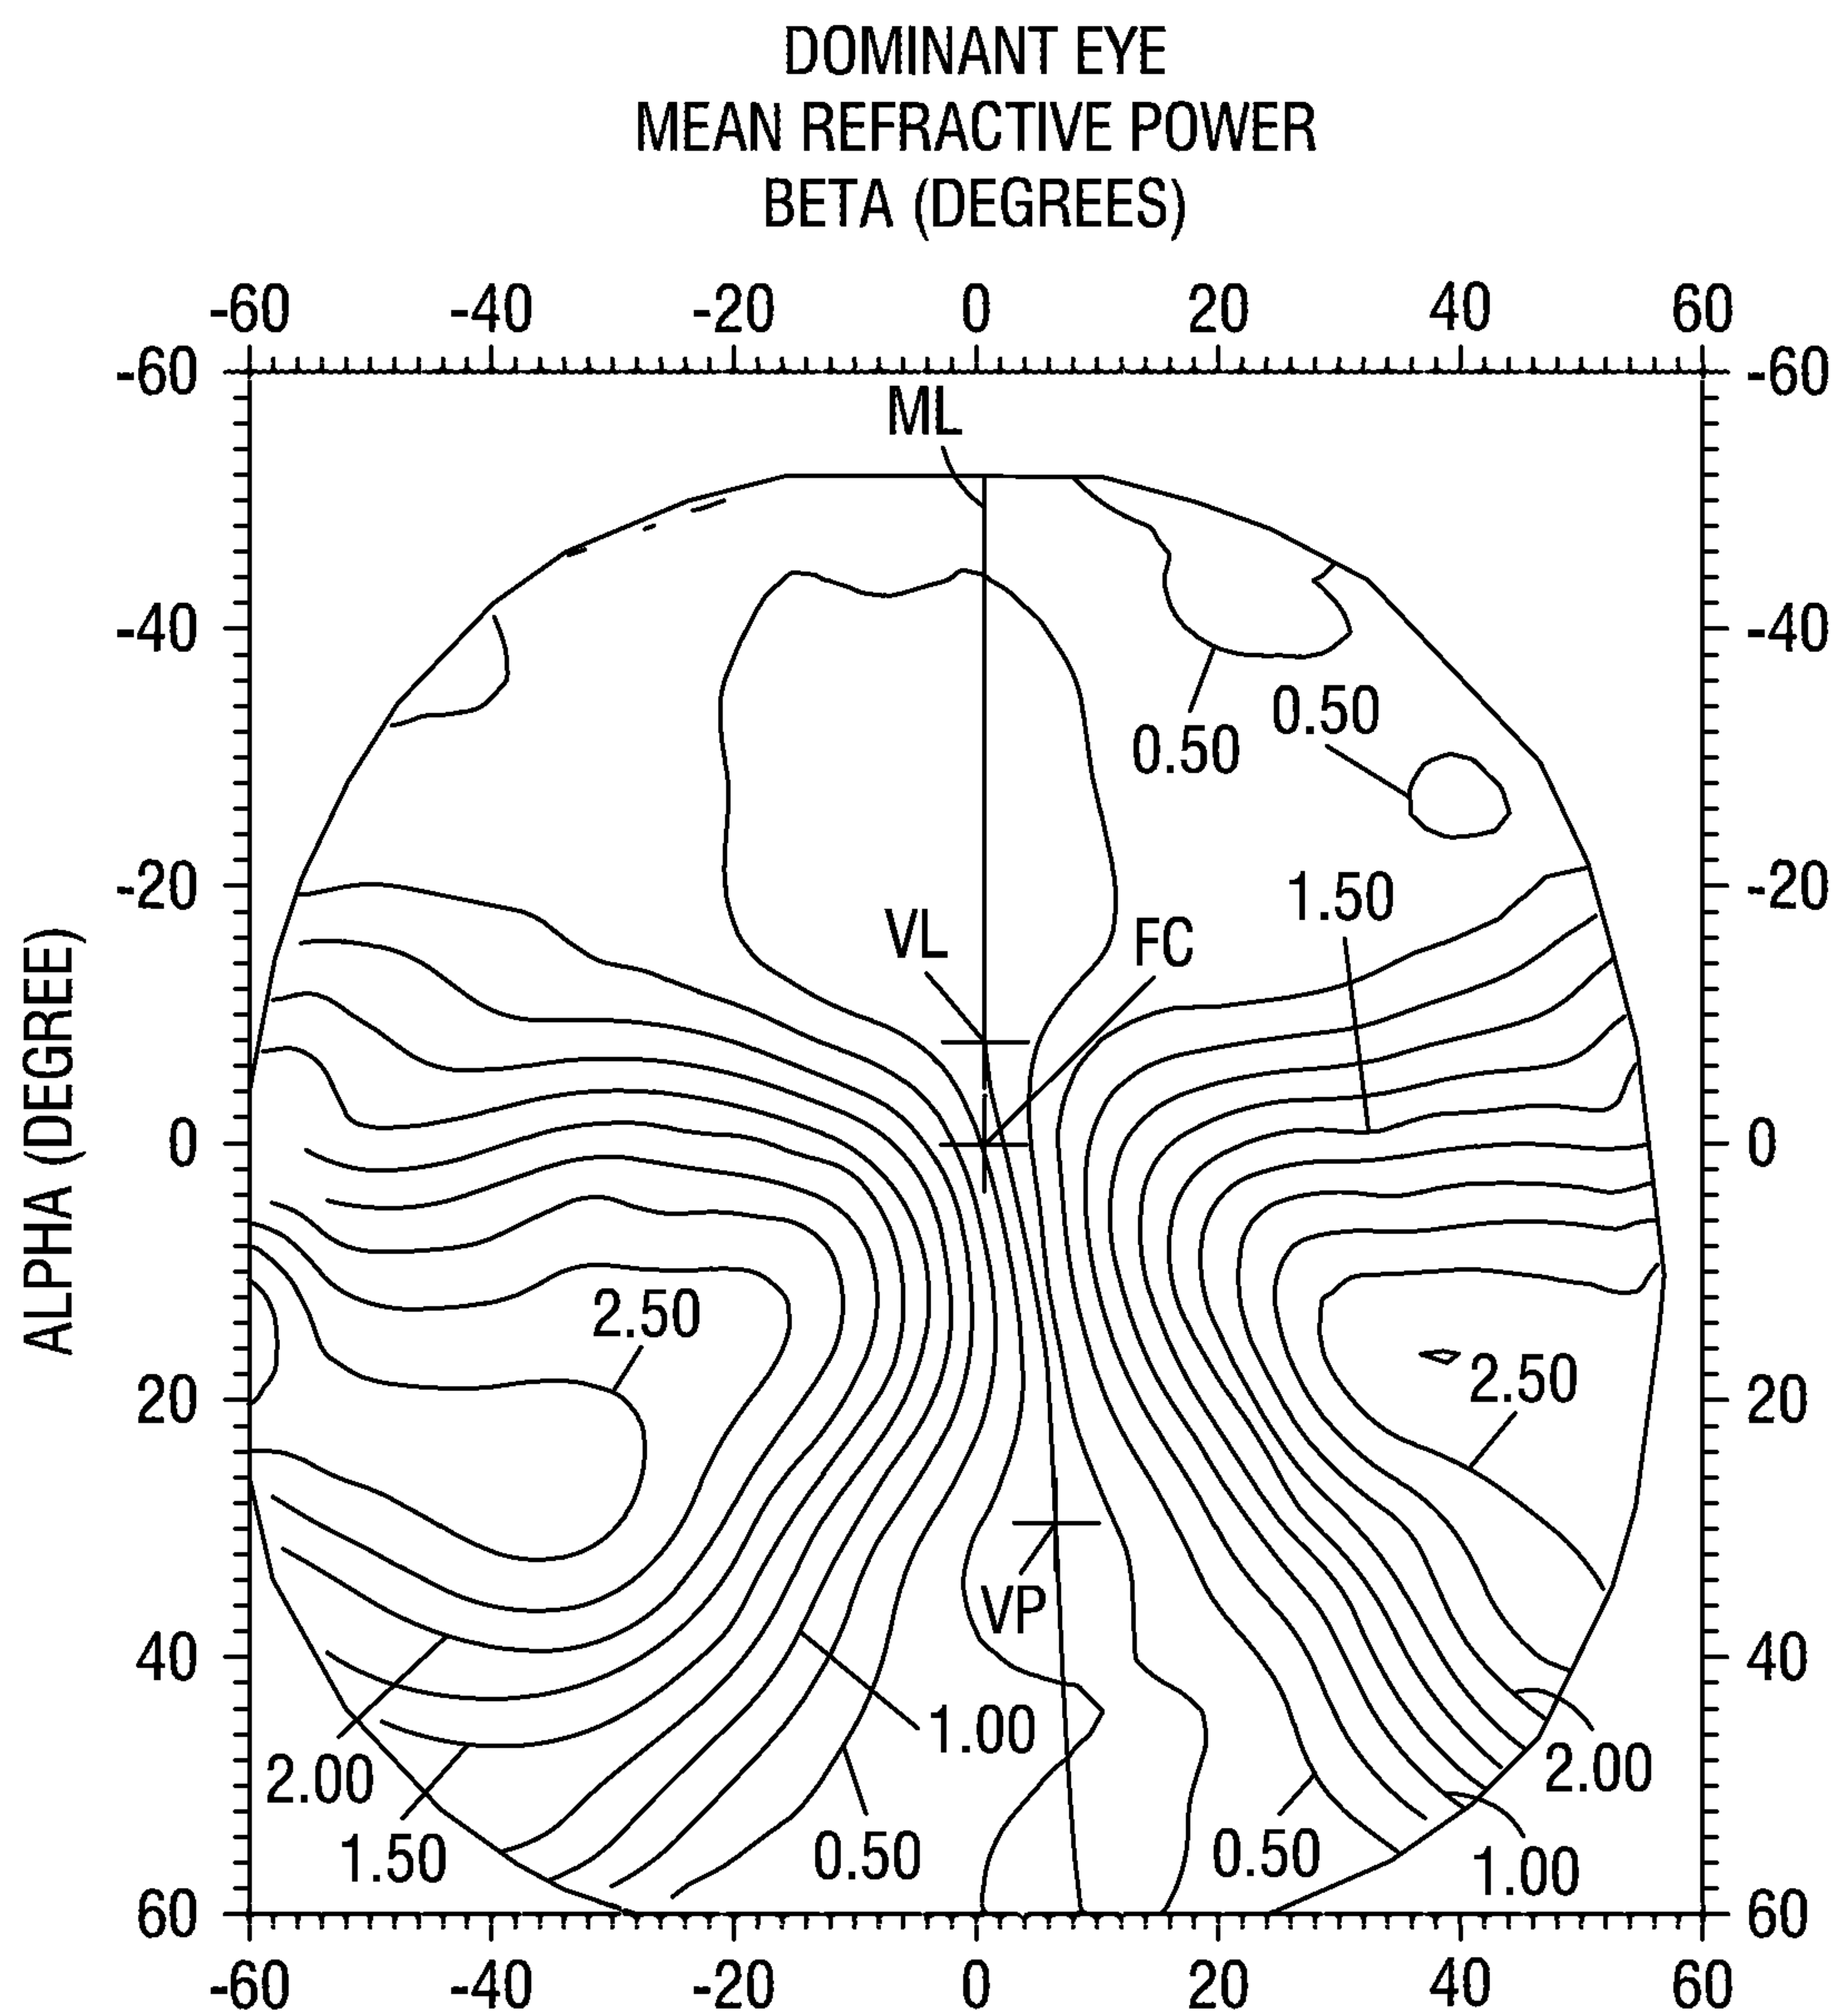 DOMINANT EYE
MEAN REFRACTIVE POWER
BETA (DEGREES)
-60 -40 -20 0 20 40 60
-60 -60
ML
-40 -40
0.50
0.50
-20 -20
1.50
VL FC
ALPHA (DEGREE)
0 0
2.50
2.50
20 20
VP
40 40
1.00
2.00 2.00
1.50 0.50 0.50 1.00
60 60
-60 -40 -20 0 20 40 60